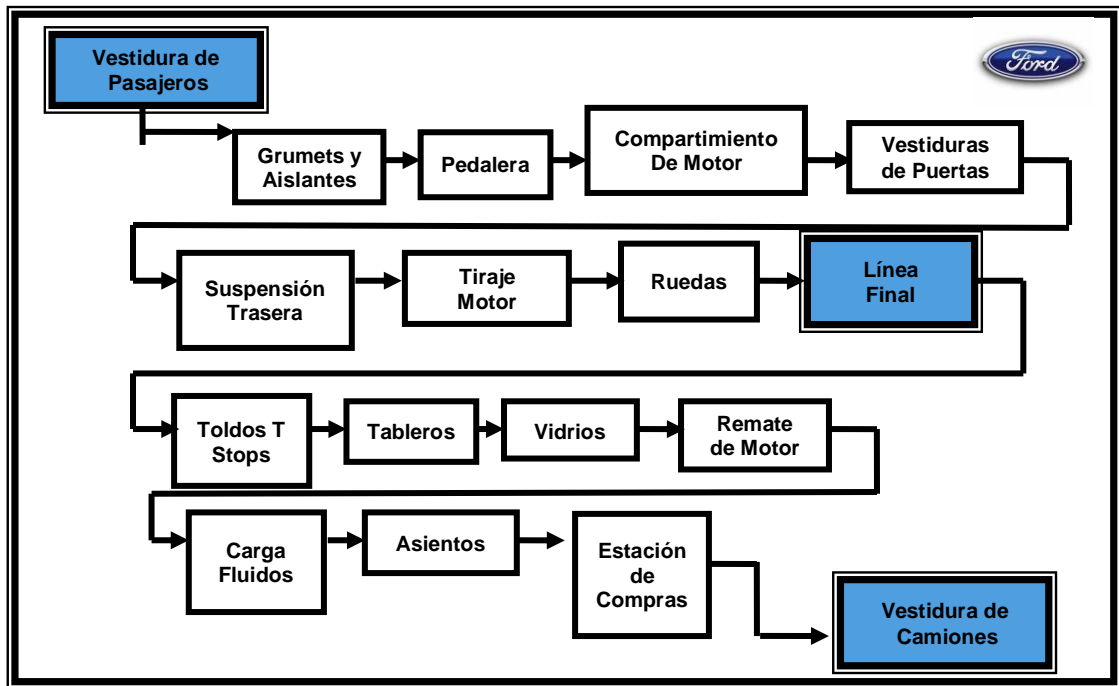 Vestidura de
Pasajeros
Ford
Grumets y
Aislantes
Pedalera
Compartimiento
De Motor
Vestiduras
de Puertas
Suspensión
Trasera
Tiraje
Motor
Ruedas
Línea
Final
Toldos T
Stops
Tableros
Vidrios
Remate
de Motor
Carga
Fluidos
Asientos
Estación
de
Compras
Vestidura de
Camiones